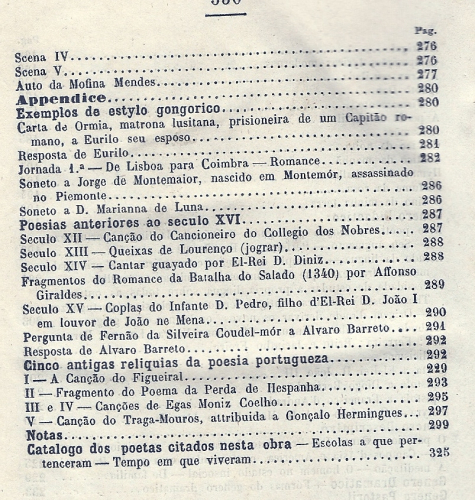 Pag.
Scena IV 276
Scena V 276
Auto da Mofina Mendes 277
Appendice 280
Exemplos de estylo gongorico 280
Carta de Ormia, matrona lusitana, prisioneira de um Capitão ro-
mano, a Eurilo seu esposo 280
Resposta de Eurilo 281
Jornada 1.ª — De Lisboa para Coimbra — Romance 282
Soneto a Jorge de Montemaior, nascido em Montemór, assassinado
no Piemonte 286
Soneto a D. Marianna de Luna 286
Poesias anteriores ao seculo XVI 287
Seculo XII — Canção do Cancioneiro do Collegio dos Nobres 287
Seculo XIII — Queixas de Lourenço (jograr) 288
Seculo XIV — Cantar guayado por El-Rei D. Diniz 288
Fragmentos do Romance da Batalha do Salado (1340) por Affonso
Giraldes 289
Seculo XV — Coplas do Infante D. Pedro, filho d'El-Rei D. João I
em louvor de João ne Mena 290
Pergunta de Fernão da Silveira Coudel-mór a Alvaro Barreto 291
Resposta de Alvaro Barreto 292
Cinco antigas reliquias da poesia portugueza 292
I — A Canção do Figueiral 229
II — Fragmento do Poema da Perda de Hespanha 293
III e IV — Canções de Egas Moniz Coelho 295
V — Canção do Traga-Mouros, attribuida a Gonçalo Hermingues 297
Notas 299
Catalogo dos poetas citados nesta obra — Escolas a que per-
tenceram — Tempo em que viveram 325